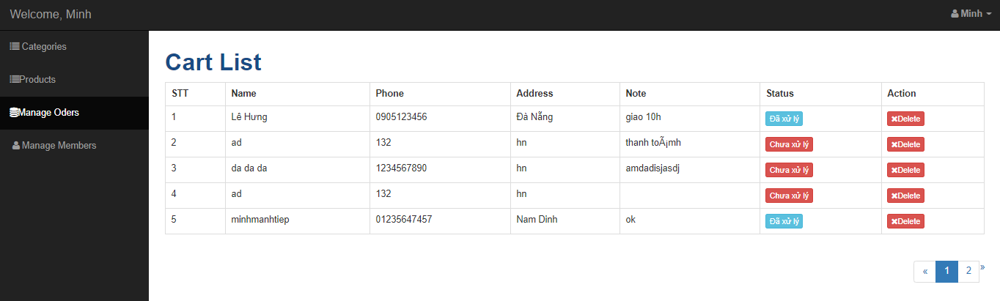 Welcome, Minh
Minh
Categories
Products
Manage Oders
Manage Members
Cart List
STT Name Phone Address Note Status Action
1 Lê Hưng 0905123456 Đà Nẵng giao 10h Đã xử lý Delete
2 ad 132 hn thanh toÃ¡mh Chưa xử lý Delete
3 da da da 1234567890 hn amdadisjasdj Chưa xử lý Delete
4 ad 132 hn Chưa xử lý Delete
5 minhmanhtiep 01235647457 Nam Dinh ok Đã xử lý Delete
« 1 2 »